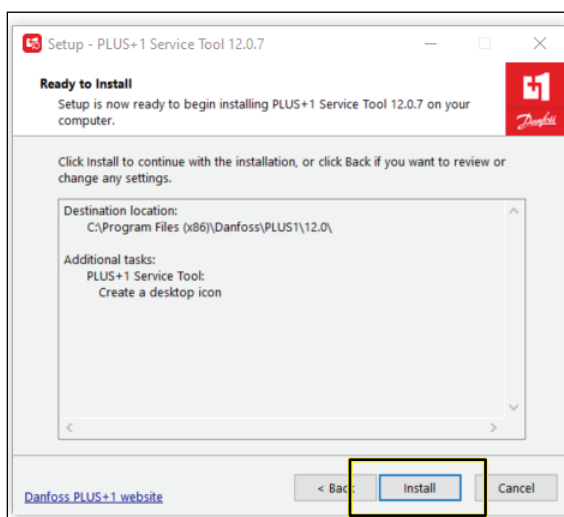 Setup - PLUS+1 Service Tool 12.0.7
Ready to Install
Setup is now ready to begin installing PLUS+1 Service Tool 12.0.7 on your
computer.
Danfoss
Click Install to continue with the installation, or click Back if you want to review or
change any settings.
Destination location:
C:\Program Files (x86)\Danfoss\PLUS1\12.0\
Additional tasks:
PLUS+1 Service Tool:
Create a desktop icon
Danfoss PLUS+1 website
< Back
Install
Cancel